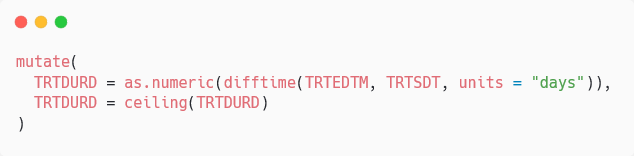 mutate(
  TRTDURD = as.numeric(difftime(TRTEDTM, TRTSDT, units = "days")),
  TRTDURD = ceiling(TRTDURD)
)